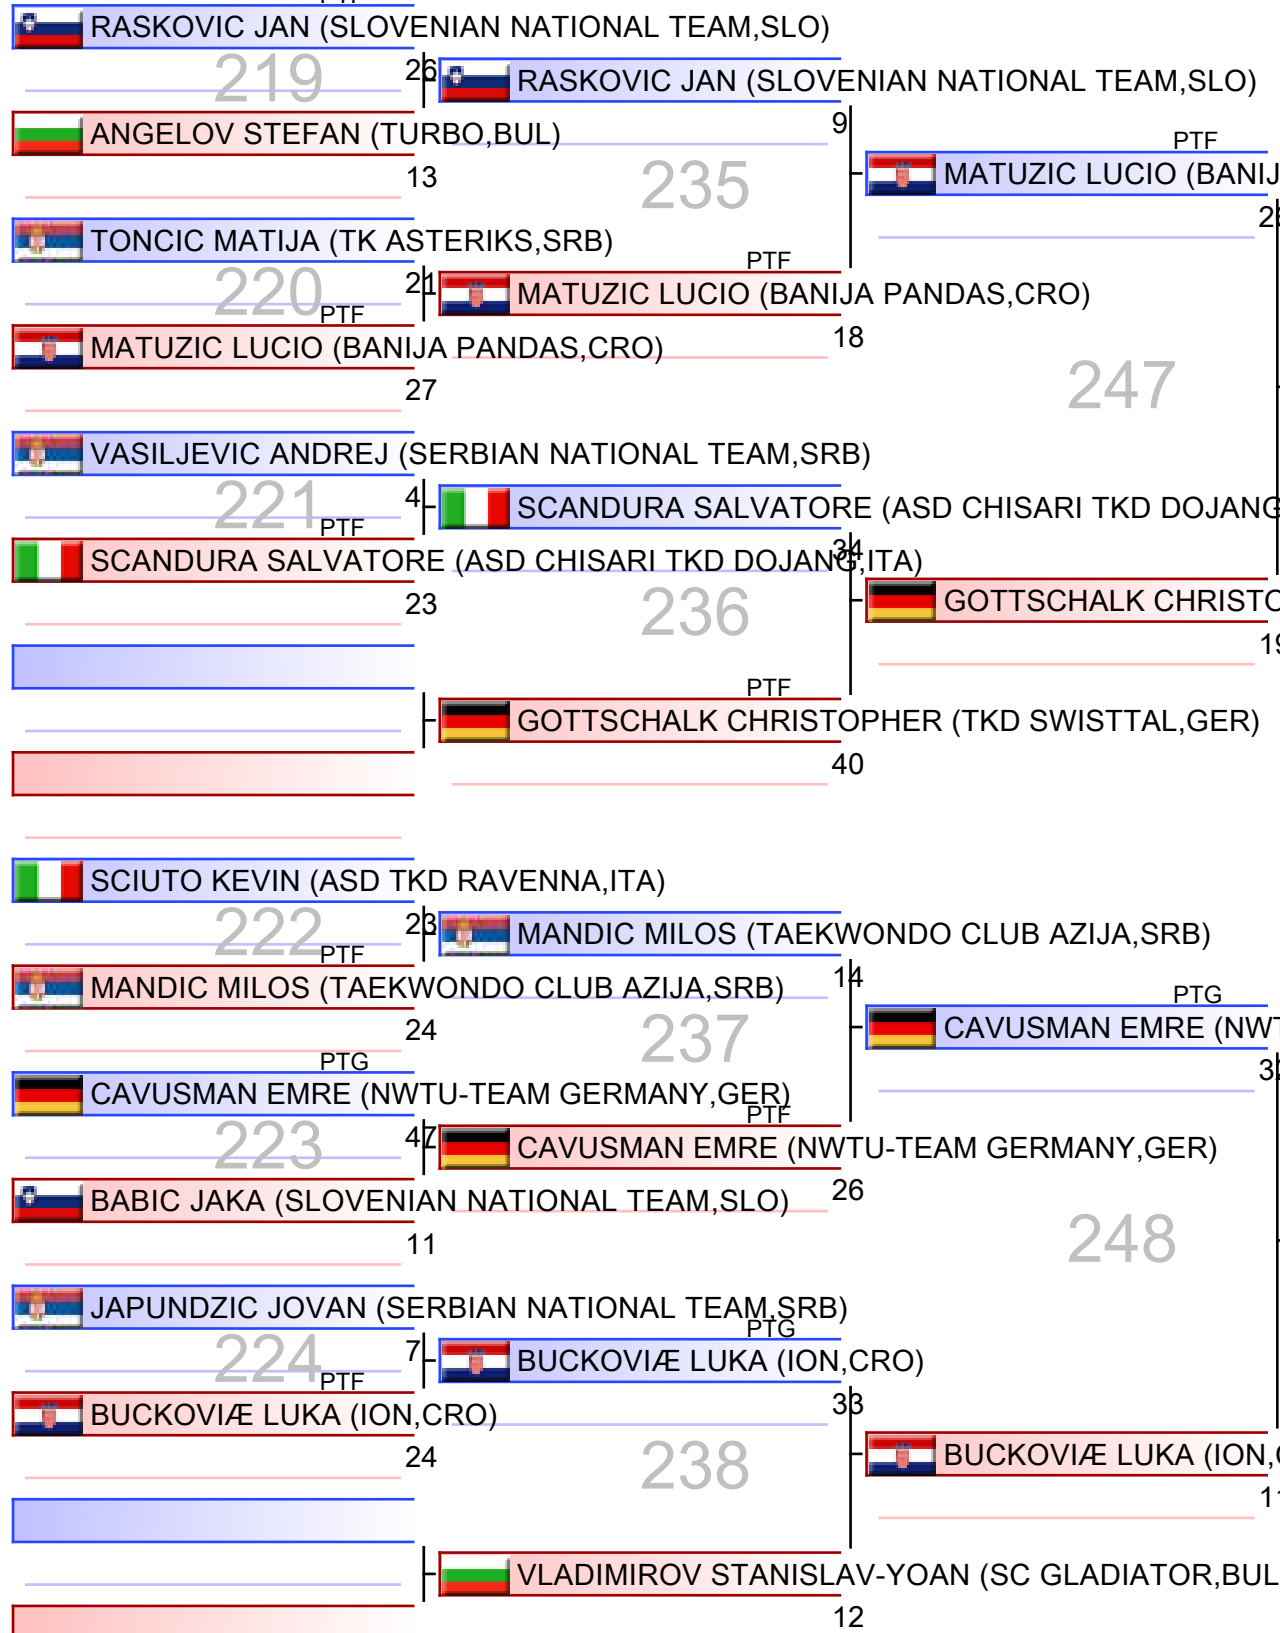 RASKOVIC JAN (SLOVENIAN NATIONAL TEAM,SLO)
219
26
RASKOVIC JAN (SLOVENIAN NATIONAL TEAM,SLO)
ANGELOV STEFAN (TURBO,BUL)
9
13
235
PTF
MATUZIC LUCIO (BANIJ
TONCIC MATIJA (TK ASTERIKS,SRB)
220
21
PTF
MATUZIC LUCIO (BANIJA PANDAS,CRO)
PTF
MATUZIC LUCIO (BANIJA PANDAS,CRO)
18
27
247
VASILJEVIC ANDREJ (SERBIAN NATIONAL TEAM,SRB)
221
4
SCANDURA SALVATORE (ASD CHISARI TKD DOJANG
PTF
SCANDURA SALVATORE (ASD CHISARI TKD DOJANG,ITA)
34
23
236
GOTTSCHALK CHRISTO
19
PTF
GOTTSCHALK CHRISTOPHER (TKD SWISTTAL,GER)
40
SCIUTO KEVIN (ASD TKD RAVENNA,ITA)
222
23
MANDIC MILOS (TAEKWONDO CLUB AZIJA,SRB)
PTF
MANDIC MILOS (TAEKWONDO CLUB AZIJA,SRB)
14
24
237
PTG
CAVUSMAN EMRE (NWT
PTG
CAVUSMAN EMRE (NWTU-TEAM GERMANY,GER)
223
47
PTF
CAVUSMAN EMRE (NWTU-TEAM GERMANY,GER)
BABIC JAKA (SLOVENIAN NATIONAL TEAM,SLO)
26
11
248
JAPUNDZIC JOVAN (SERBIAN NATIONAL TEAM,SRB)
224
7
PTG
BUCKOVIÆ LUKA (ION,CRO)
PTF
BUCKOVIÆ LUKA (ION,CRO)
33
24
238
BUCKOVIÆ LUKA (ION,
11
VLADIMIROV STANISLAV-YOAN (SC GLADIATOR,BUL
12